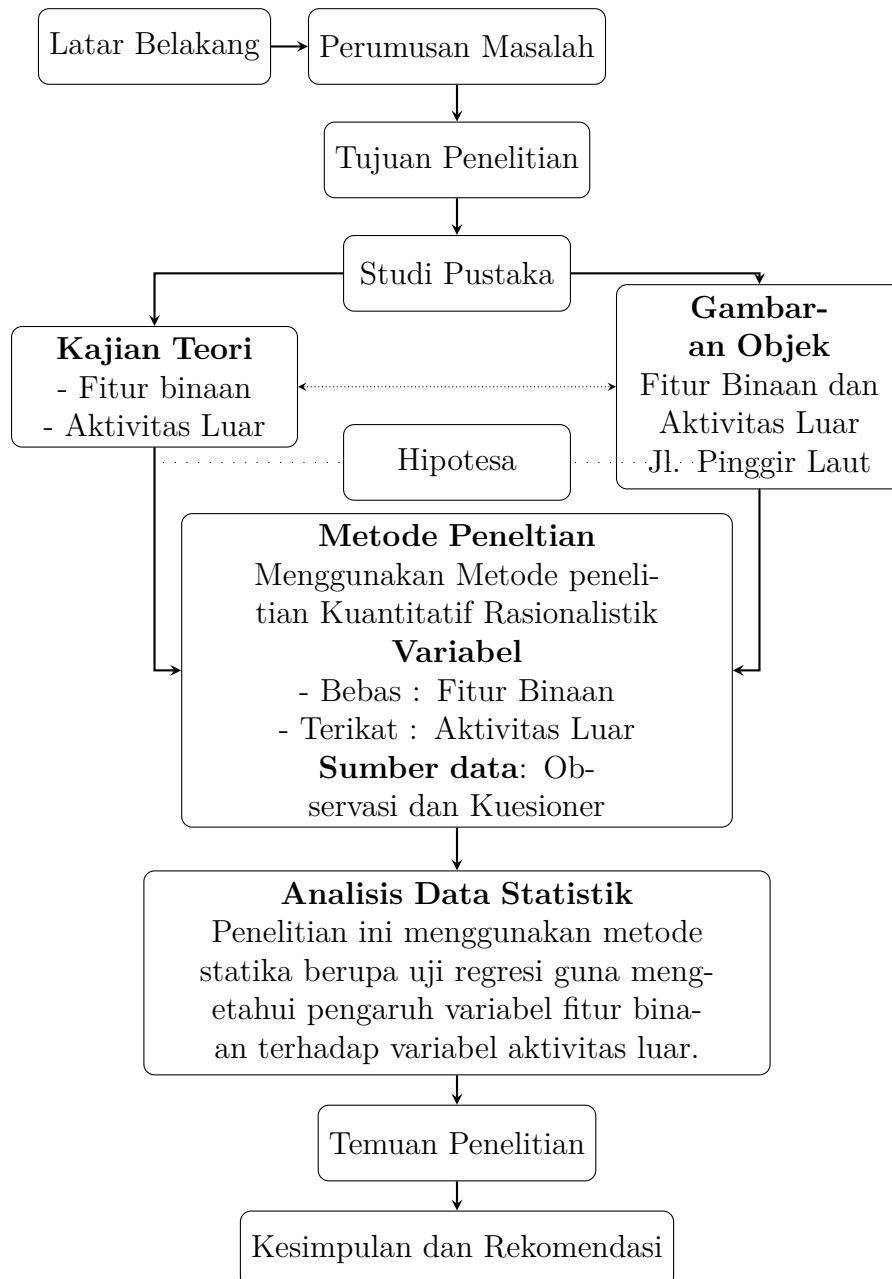 Latar Belakang
Perumusan Masalah
Tujuan Penelitian
Studi Pustaka
Kajian Teori
- Fitur binaan
- Aktivitas Luar
Gambar-
an Objek
Fitur Binaan dan
Aktivitas Luar
Jl. Pinggir Laut
Hipotesa
Metode Peneltian
Menggunakan Metode peneli-
tian Kuantitatif Rasionalistik
Variabel
- Bebas : Fitur Binaan
- Terikat : Aktivitas Luar
Sumber data: Ob-
servasi dan Kuesioner
Analisis Data Statistik
Penelitian ini menggunakan metode
statika berupa uji regresi guna meng-
etahui pengaruh variabel fitur bina-
an terhadap variabel aktivitas luar.
Temuan Penelitian
Kesimpulan dan Rekomendasi